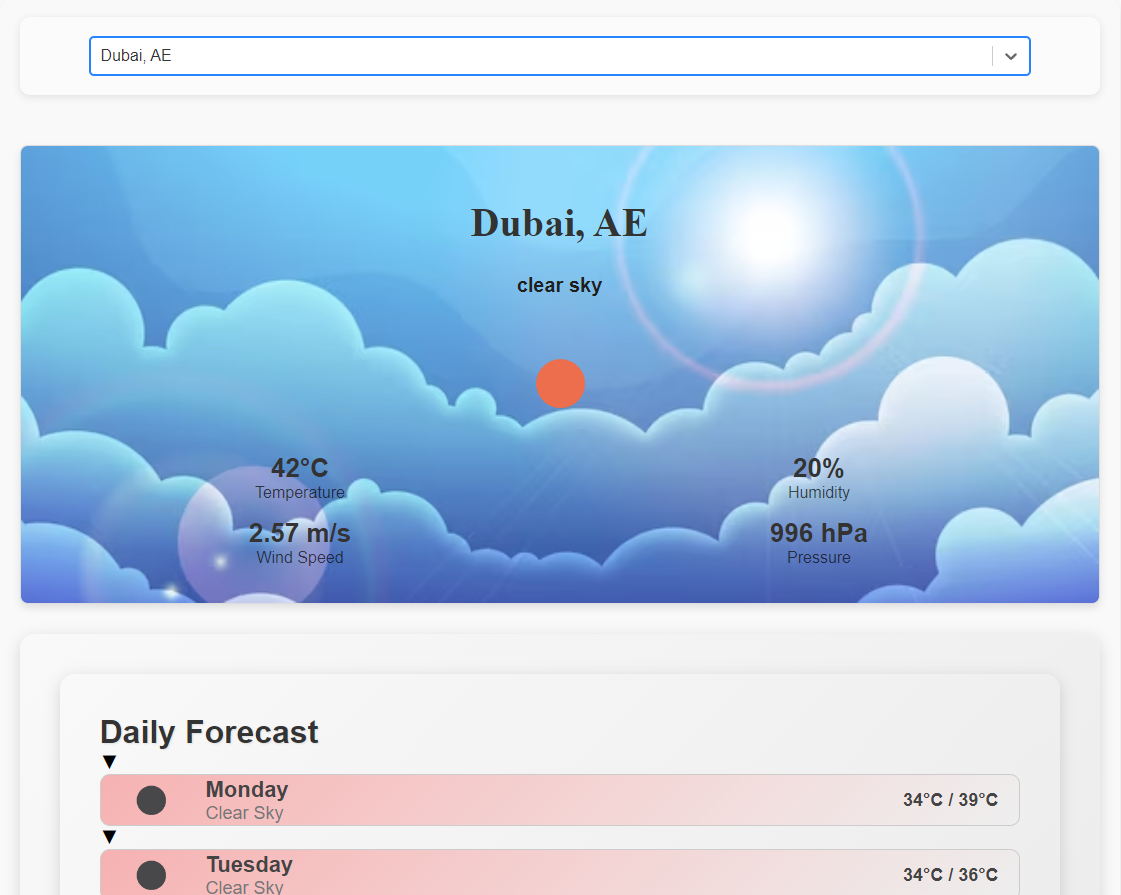 Dubai, AE
Dubai, AE
clear sky
42°C
Temperature
20%
Humidity
2.57 m/s
Wind Speed
996 hPa
Pressure
Daily Forecast
▼
Monday
Clear Sky
34°C / 39°C
▼
Tuesday
Clear Sky
34°C / 36°C